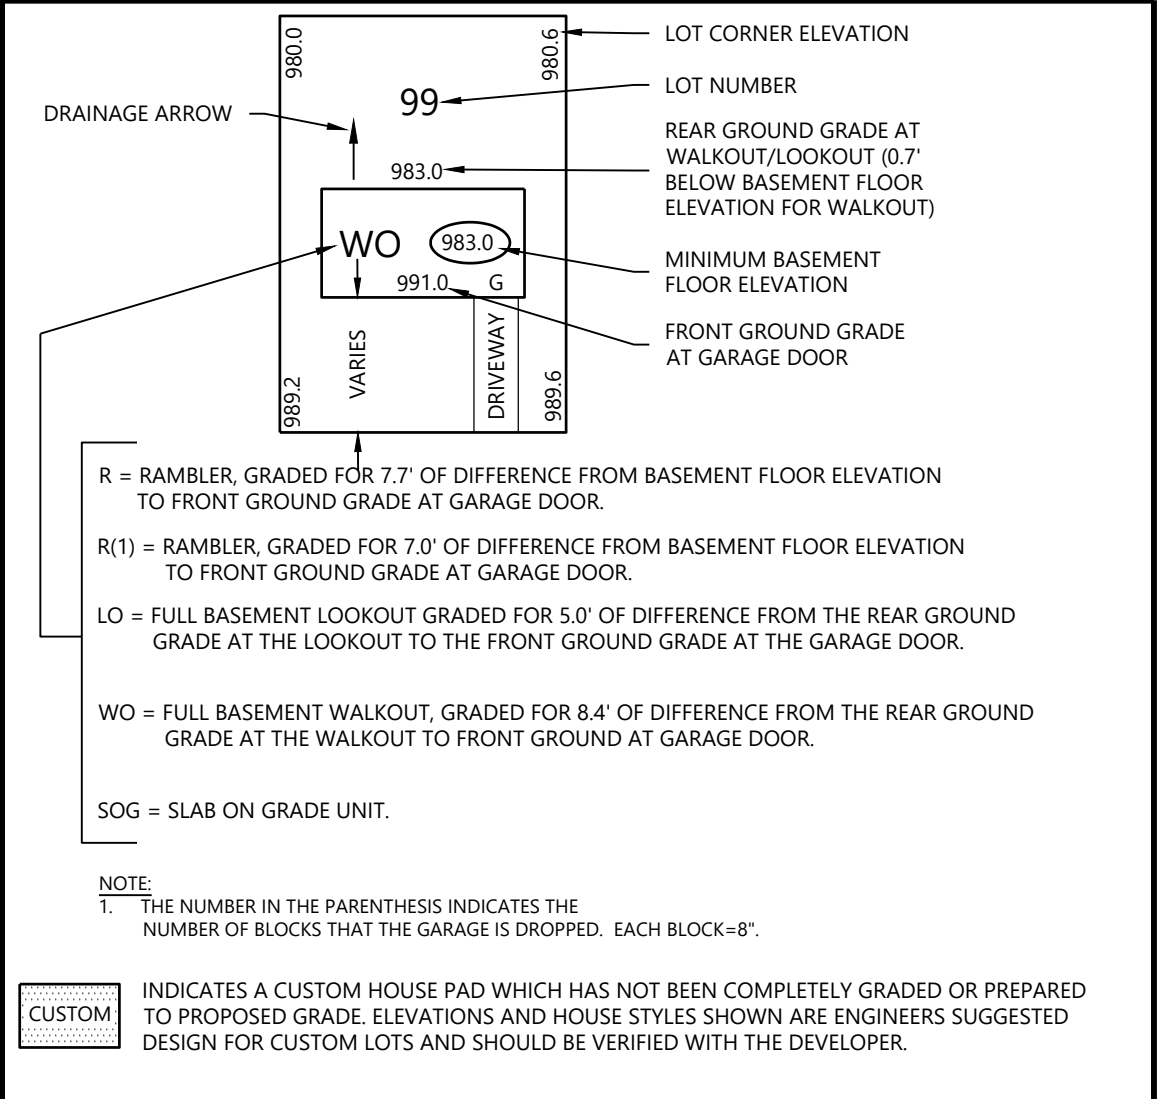 980.0
980.6
LOT CORNER ELEVATION
99
LOT NUMBER
DRAINAGE ARROW
983.0
REAR GROUND GRADE AT
WALKOUT/LOOKOUT (0.7'
BELOW BASEMENT FLOOR
ELEVATION FOR WALKOUT)
WO
983.0
MINIMUM BASEMENT
FLOOR ELEVATION
991.0
G
FRONT GROUND GRADE
AT GARAGE DOOR
989.2
VARIES
DRIVEWAY
989.6
R = RAMBLER, GRADED FOR 7.7' OF DIFFERENCE FROM BASEMENT FLOOR ELEVATION
TO FRONT GROUND GRADE AT GARAGE DOOR.
R(1) = RAMBLER, GRADED FOR 7.0' OF DIFFERENCE FROM BASEMENT FLOOR ELEVATION
TO FRONT GROUND GRADE AT GARAGE DOOR.
LO = FULL BASEMENT LOOKOUT GRADED FOR 5.0' OF DIFFERENCE FROM THE REAR GROUND
GRADE AT THE LOOKOUT TO THE FRONT GROUND GRADE AT THE GARAGE DOOR.
WO = FULL BASEMENT WALKOUT, GRADED FOR 8.4' OF DIFFERENCE FROM THE REAR GROUND
GRADE AT THE WALKOUT TO FRONT GROUND AT GARAGE DOOR.
SOG = SLAB ON GRADE UNIT.
NOTE:
1. THE NUMBER IN THE PARENTHESIS INDICATES THE
NUMBER OF BLOCKS THAT THE GARAGE IS DROPPED. EACH BLOCK=8".
CUSTOM
INDICATES A CUSTOM HOUSE PAD WHICH HAS NOT BEEN COMPLETELY GRADED OR PREPARED
TO PROPOSED GRADE. ELEVATIONS AND HOUSE STYLES SHOWN ARE ENGINEERS SUGGESTED
DESIGN FOR CUSTOM LOTS AND SHOULD BE VERIFIED WITH THE DEVELOPER.